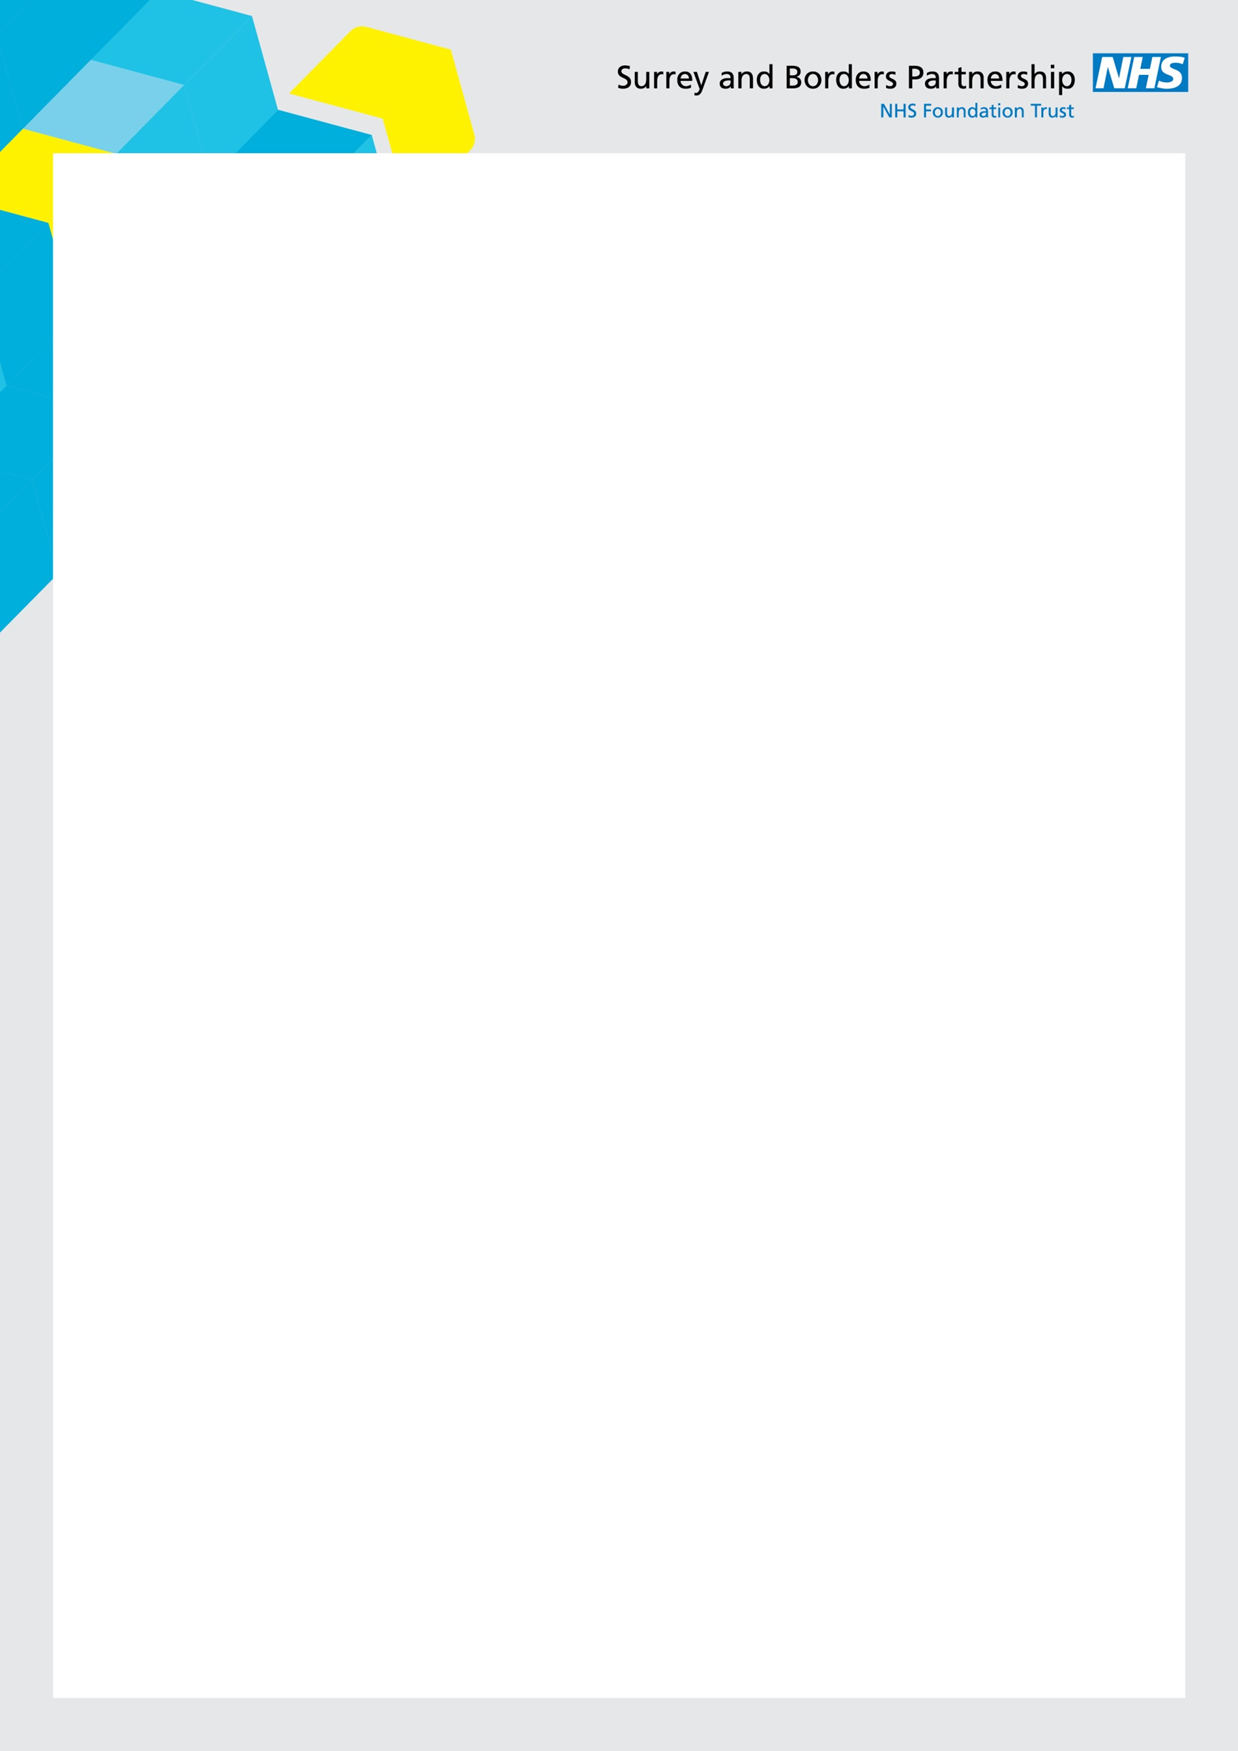 Surrey and Borders Partnership NHS
NHS Foundation Trust